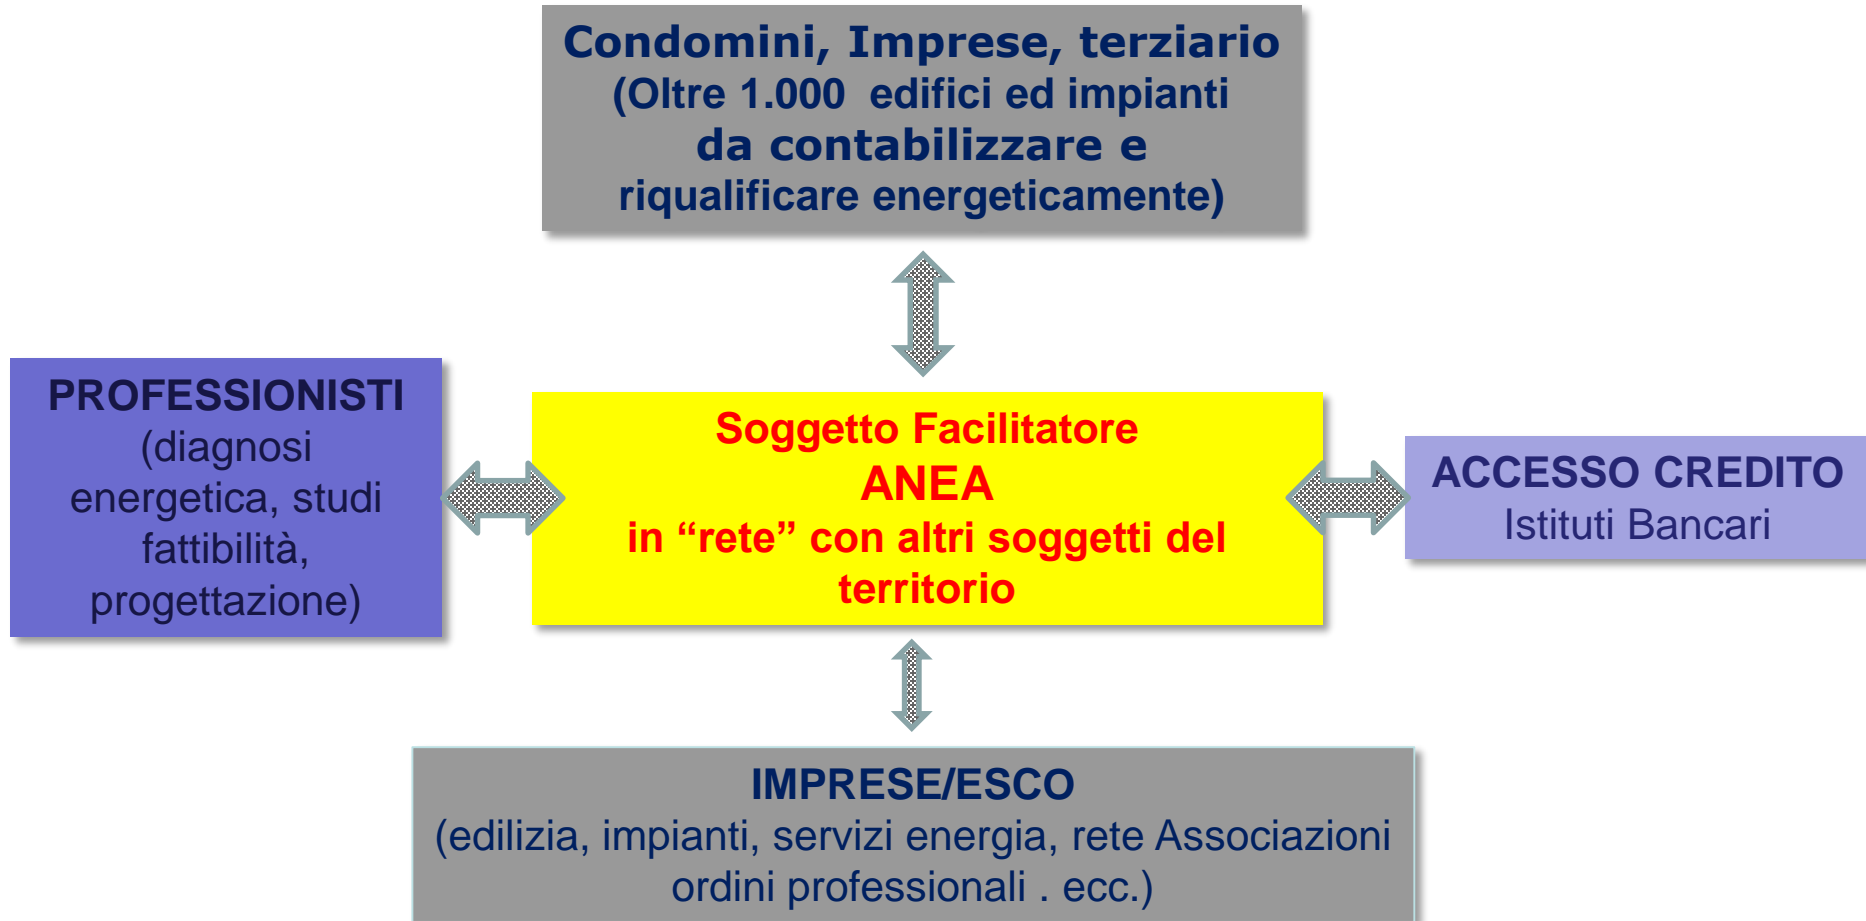 Condomini, Imprese, terziario
(Oltre 1.000 edifici ed impianti
da contabilizzare e
riqualificare energeticamente)
PROFESSIONISTI
(diagnosi
energetica, studi
fattibilità,
progettazione)
Soggetto Facilitatore
ANEA
in “rete” con altri soggetti del
territorio
ACCESSO CREDITO
Istituti Bancari
IMPRESE/ESCO
(edilizia, impianti, servizi energia, rete Associazioni
ordini professionali . ecc.)